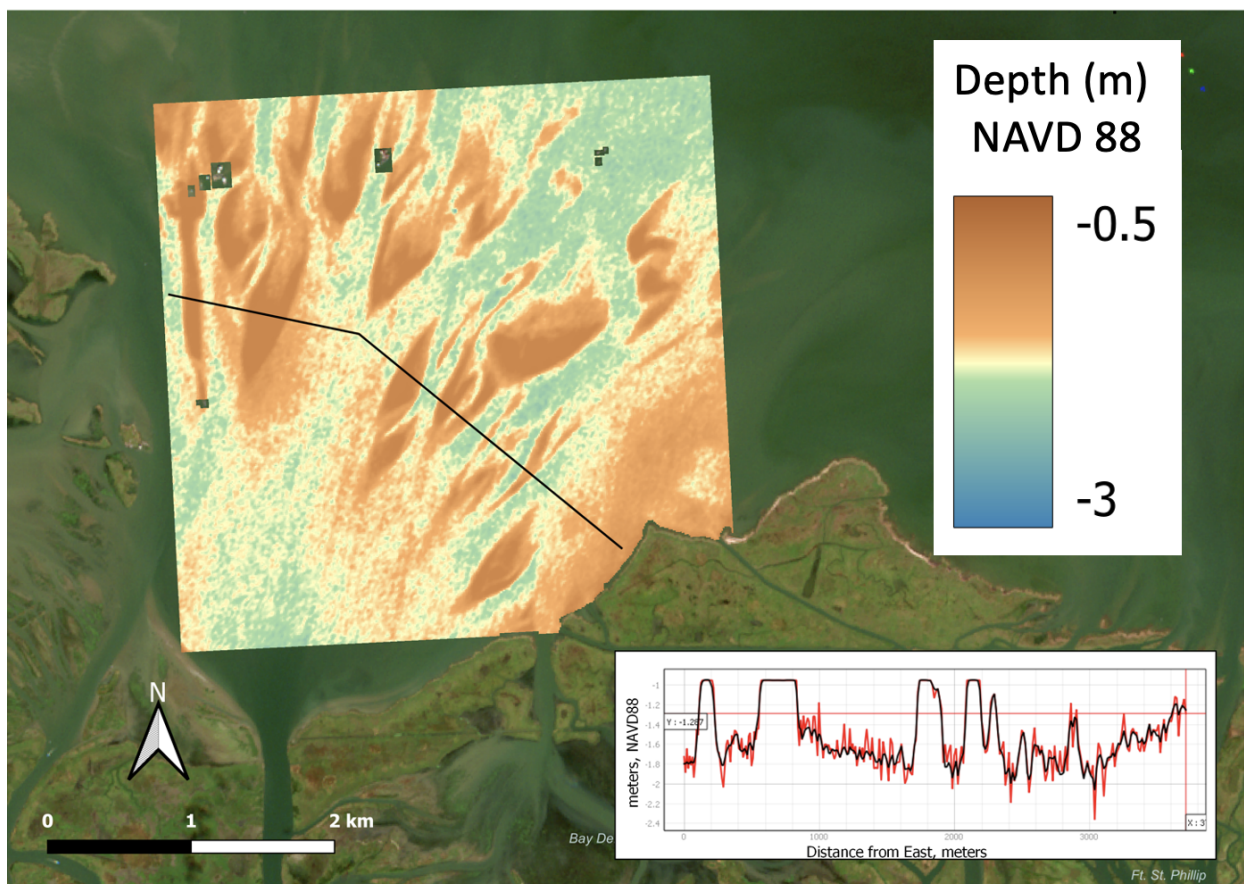 Depth (m)
NAVD 88
-0.5
-3
N
0 1 2 km
Bay De
Ft. St. Phillip
meters, NAVD88
-1
-1.2
Y : -1.287
-1.4
-1.6
-1.8
-2
-2.2
-2.4
0 1000 2000 3000
X : 3
Distance from East, meters